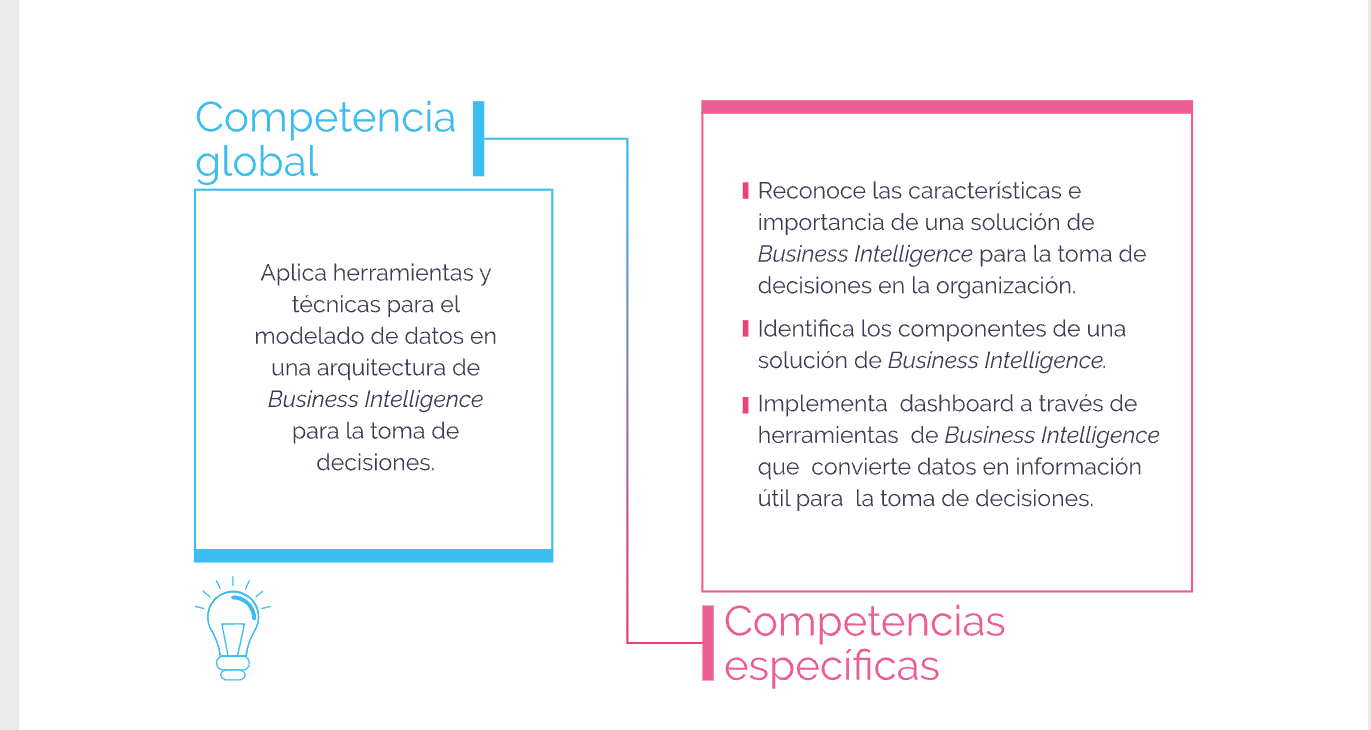 Competencia
global
Aplica herramientas y
técnicas para el
modelado de datos en
una arquitectura de
Business Intelligence
para la toma de
decisiones.
Reconoce las características e
importancia de una solución de
Business Intelligence para la toma de
decisiones en la organización.
Identifica los componentes de una
solución de Business Intelligence.
Implementa  dashboard a través de
herramientas  de Business Intelligence
que  convierte datos en información
útil para  la toma de decisiones.
Competencias
específicas